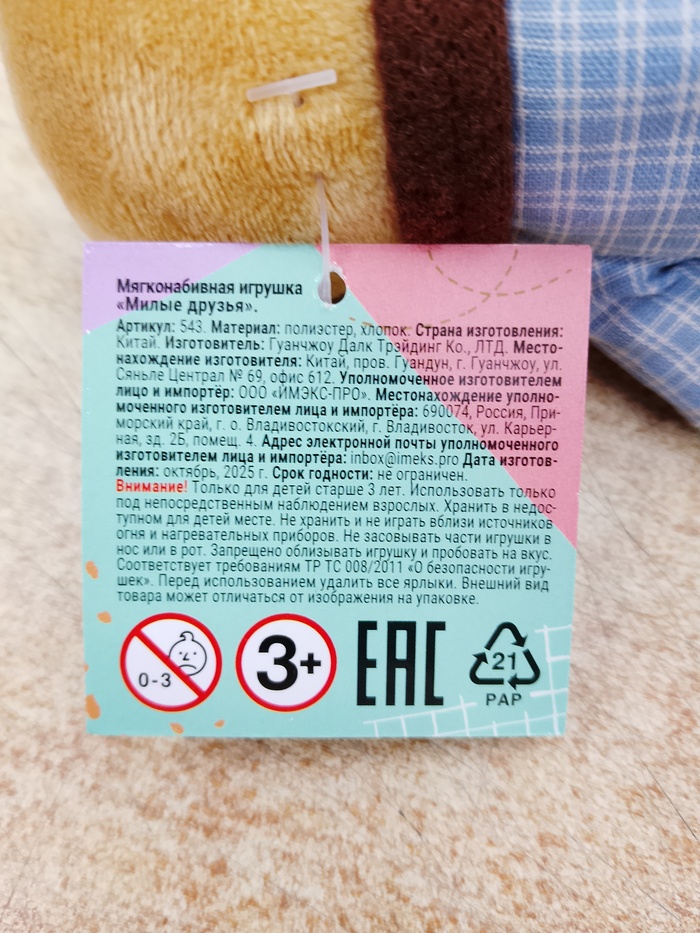 Мягконабивная игрушка
«Милые друзья».
Артикул: 543. Материал: полиэстер, хлопок. Страна изготовления:
Китай. Изготовитель: Гуанчжоу Далк Трэйдинг Ко., ЛТД. Место-
нахождение изготовителя: Китай, пров. Гуандун, г. Гуанчжоу, ул.
Сяньле Централ № 69, офис 612. Уполномоченное изготовителем
лицо и импортёр: ООО «ИМЭКС-ПРО». Местонахождение уполно-
моченного изготовителем лица и импортёра: 690074, Россия, При-
морский край, г. о. Владивостокский, г. Владивосток, ул. Карьер-
ная, зд. 2Б, помещ. 4. Адрес электронной почты уполномоченного
изготовителем лица и импортёра: inbox@imeks.pro Дата изготов-
ления: октябрь, 2025 г. Срок годности: не ограничен.
Внимание! Только для детей старше 3 лет. Использовать только
под непосредственным наблюдением взрослых. Хранить в недос-
тупном для детей месте. Не хранить и не играть вблизи источников
огня и нагревательных приборов. Не засовывать части игрушки в
нос или в рот. Запрещено облизывать игрушку и пробовать на вкус.
Соответствует требованиям ТР ТС 008/2011 «О безопасности игру-
шек». Перед использованием удалить все ярлыки. Внешний вид
товара может отличаться от изображения на упаковке.
0-3
3+
EAC
21
PAP